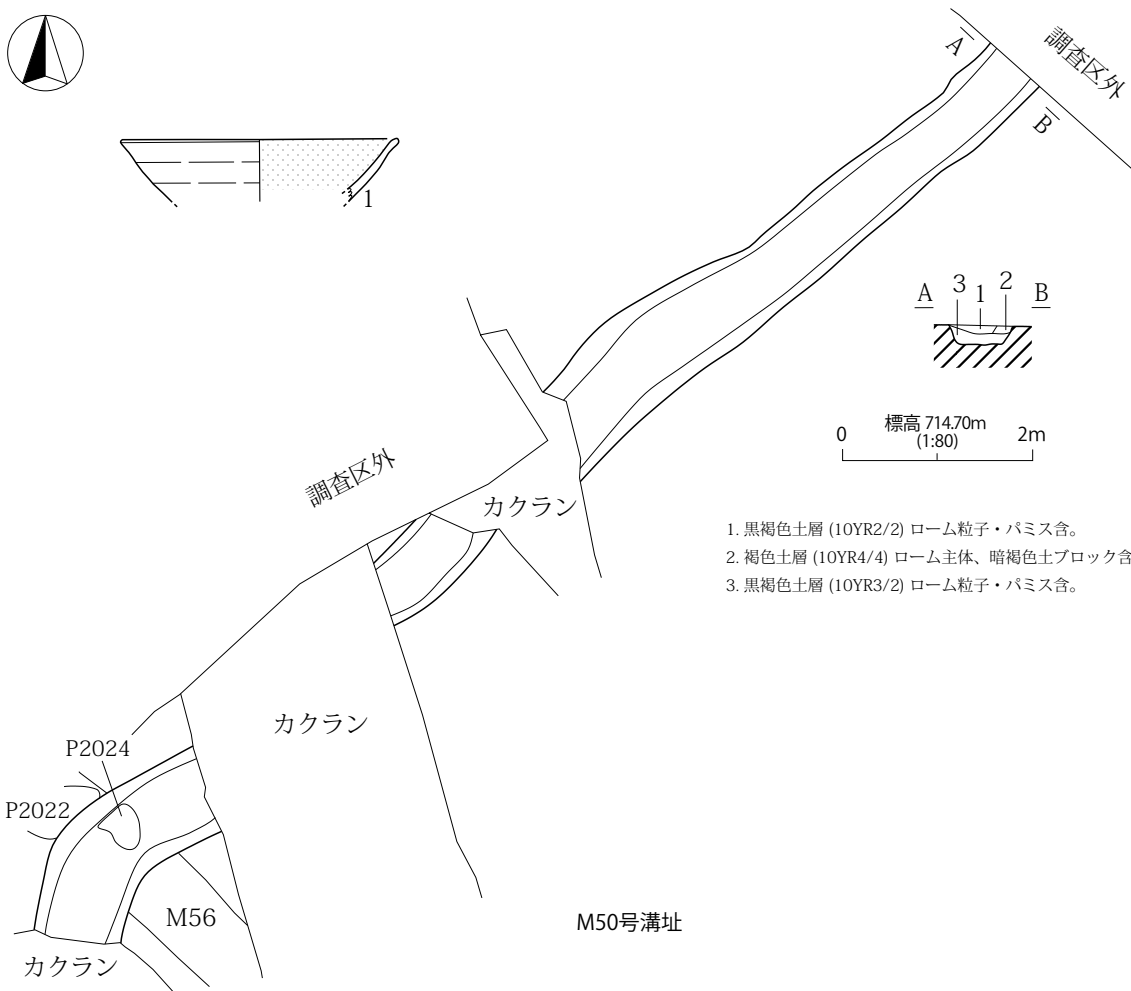 A
調査区外
B
1
A
3
1
2
B
標高 714.70m
0
(1:80)
2m
調査区外
カクラン
1. 黒褐色土層 (10YR2/2) ローム粒子・パミス含。
2. 褐色土層 (10YR4/4) ローム主体、暗褐色土ブロック含
3. 黒褐色土層 (10YR3/2) ローム粒子・パミス含。
カクラン
P2024
P2022
M56
M50号溝址
カクラン